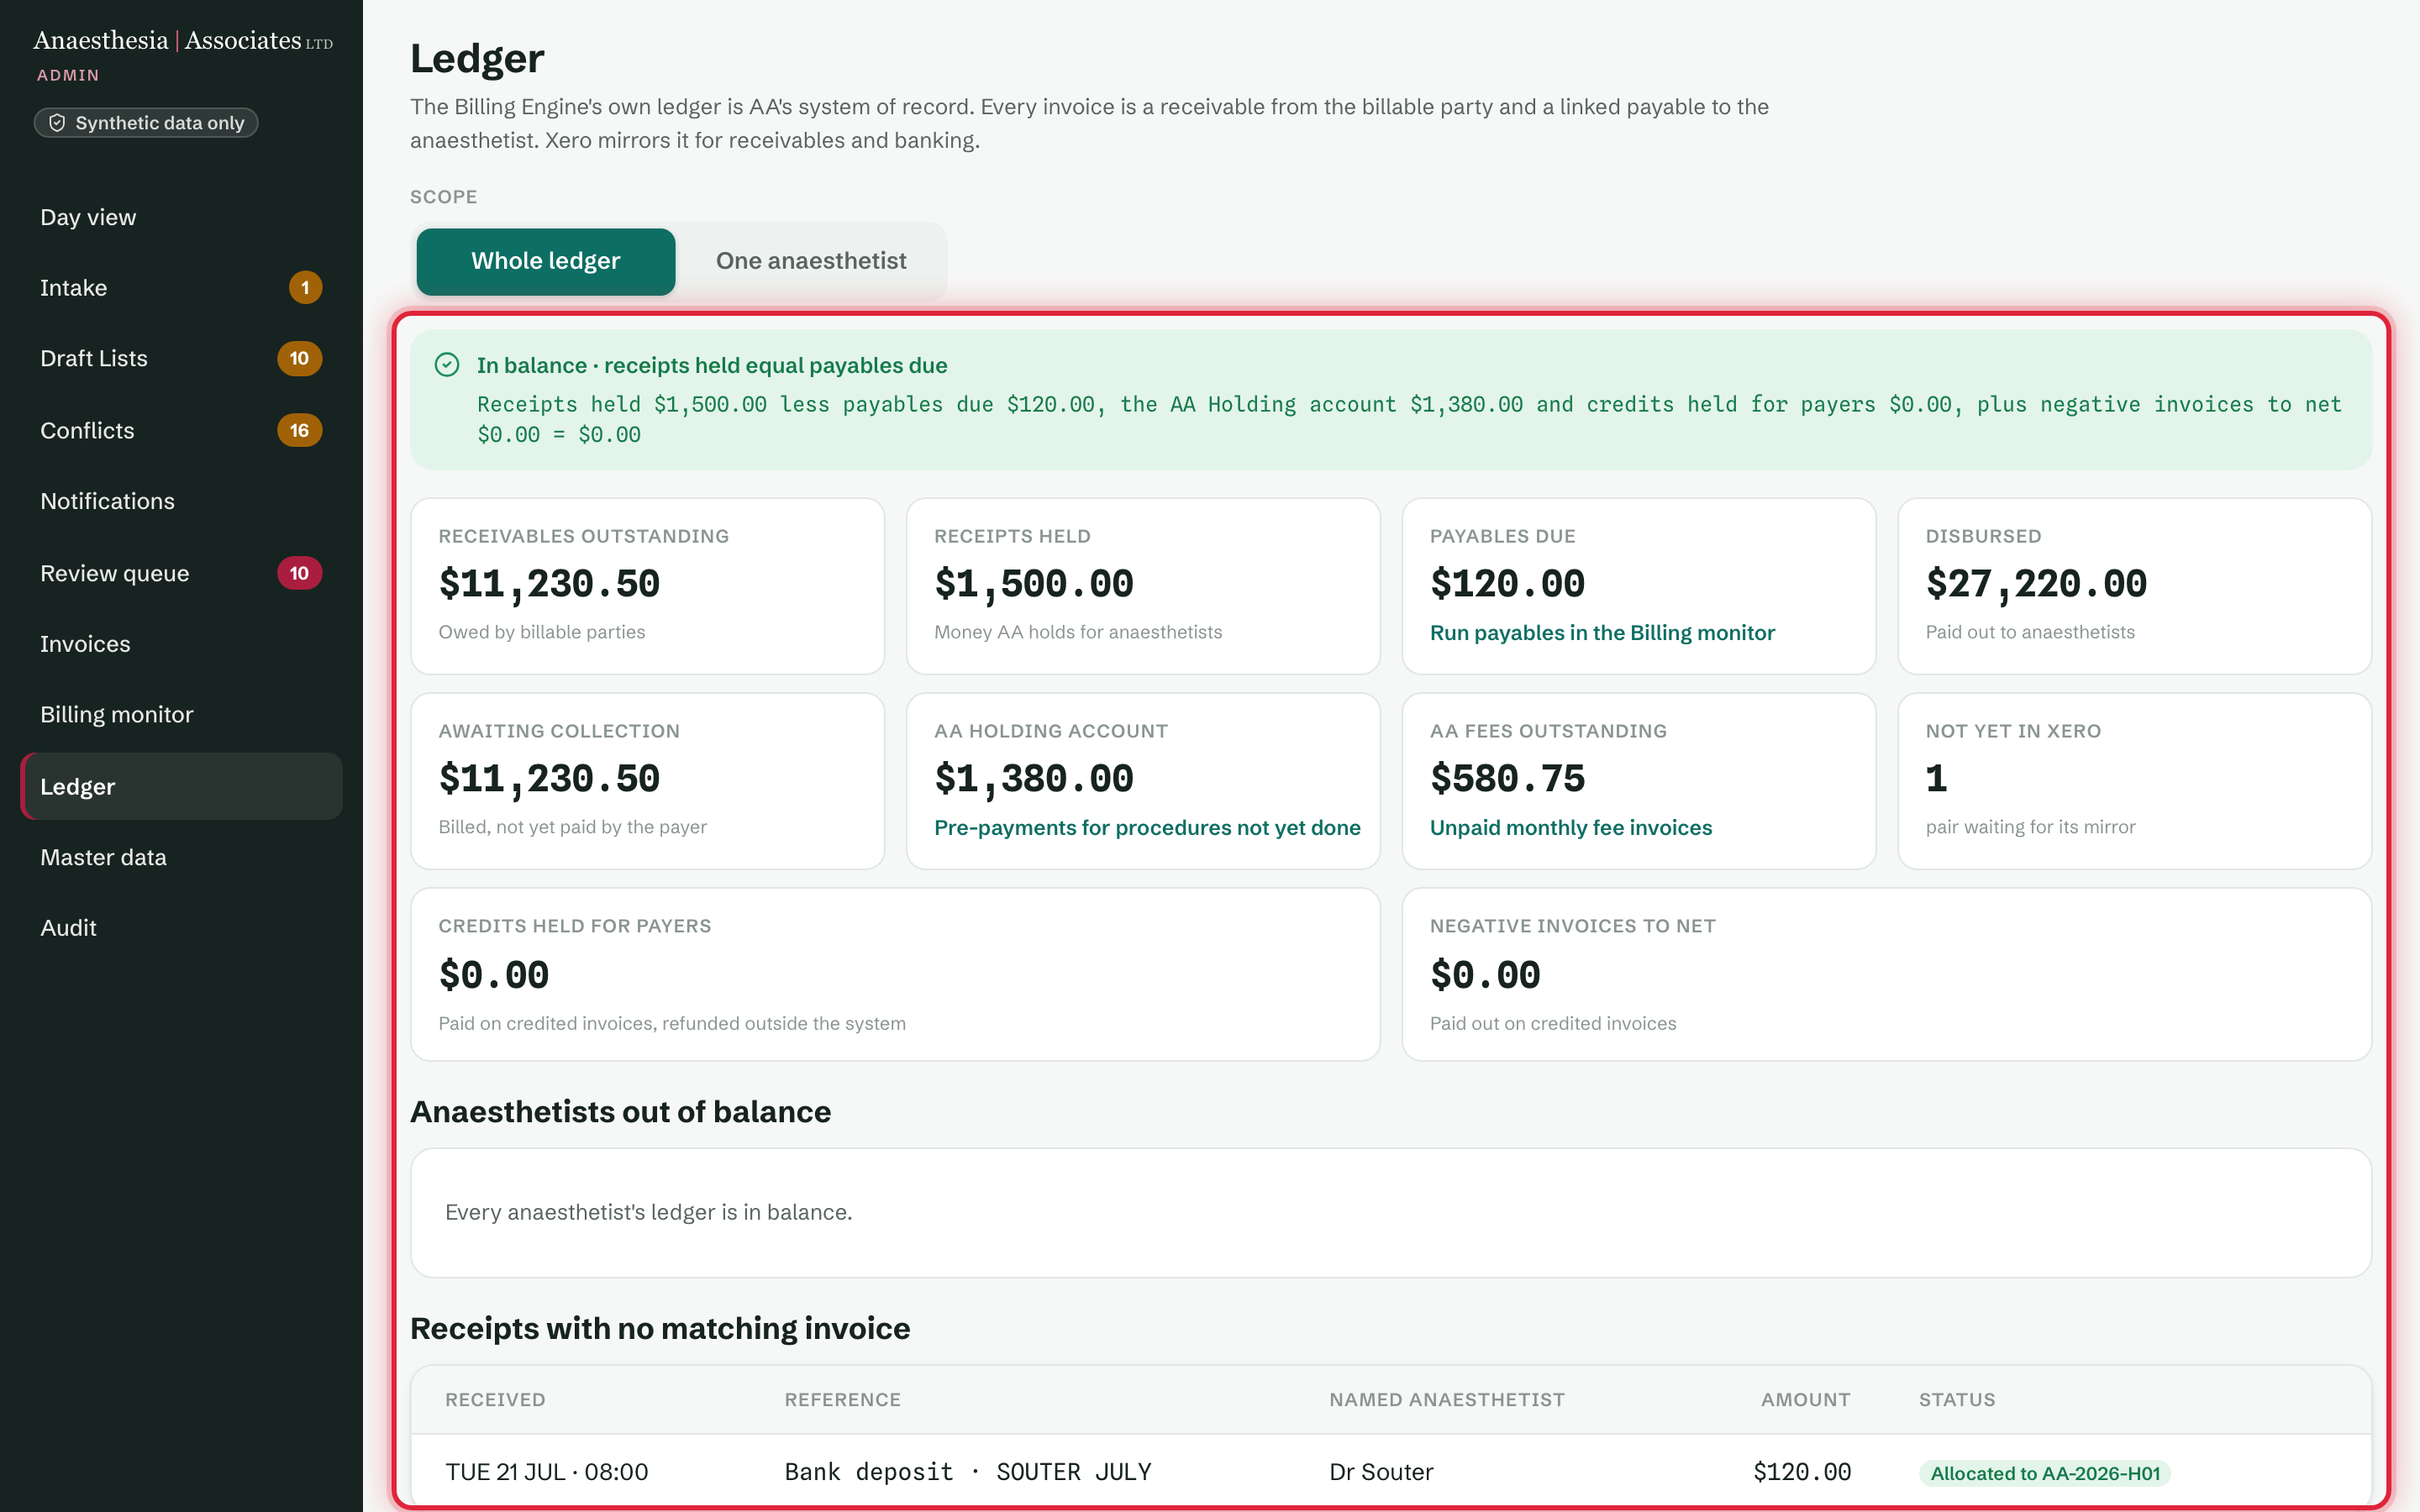 Anaesthesia | Associates LTD
ADMIN
Synthetic data only
Day view
Intake 1
Draft Lists 10
Conflicts 16
Notifications
Review queue 10
Invoices
Billing monitor
Ledger
Master data
Audit
Ledger
The Billing Engine's own ledger is AA's system of record. Every invoice is a receivable from the billable party and a linked payable to the
anaesthetist. Xero mirrors it for receivables and banking.
SCOPE
Whole ledger One anaesthetist
In balance · receipts held equal payables due
Receipts held $1,500.00 less payables due $120.00, the AA Holding account $1,380.00 and credits held for payers $0.00, plus negative invoices to net
$0.00 = $0.00
RECEIVABLES OUTSTANDING
$11,230.50
Owed by billable parties
RECEIPTS HELD
$1,500.00
Money AA holds for anaesthetists
PAYABLES DUE
$120.00
Run payables in the Billing monitor
DISBURSED
$27,220.00
Paid out to anaesthetists
AWAITING COLLECTION
$11,230.50
Billed, not yet paid by the payer
AA HOLDING ACCOUNT
$1,380.00
Pre-payments for procedures not yet done
AA FEES OUTSTANDING
$580.75
Unpaid monthly fee invoices
NOT YET IN XERO
1
pair waiting for its mirror
CREDITS HELD FOR PAYERS
$0.00
Paid on credited invoices, refunded outside the system
NEGATIVE INVOICES TO NET
$0.00
Paid out on credited invoices
Anaesthetists out of balance
Every anaesthetist's ledger is in balance.
Receipts with no matching invoice
RECEIVED REFERENCE NAMED ANAESTHETIST AMOUNT STATUS
TUE 21 JUL · 08:00 Bank deposit · SOUTER JULY Dr Souter $120.00 Allocated to AA-2026-H01